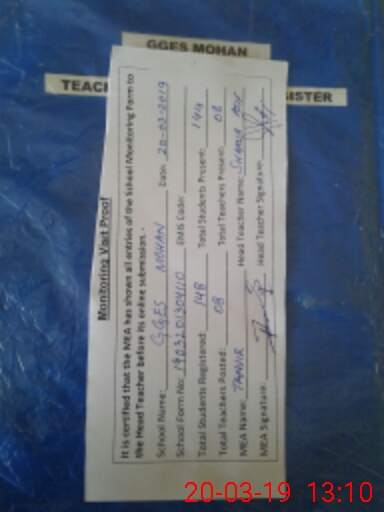 GGES MOHAN
TEACH
ISTER
Monitoring Visit Proof
It is certified that the MEA has shown all entries of the School Monitoring Form to
the Head Teacher before its online submission. -
School Name: GGES MOHAN Date: 20-03-2019
School Form No: EMIS Code:
Total Students Registered: 148 Total Students Present: 144
Total Teachers Posted: 08 Total Teachers Present: 06
MEA Name: TANVIR Head Teacher Name:
MEA Signature: Head Teacher Signature:
20-03-19 13:10